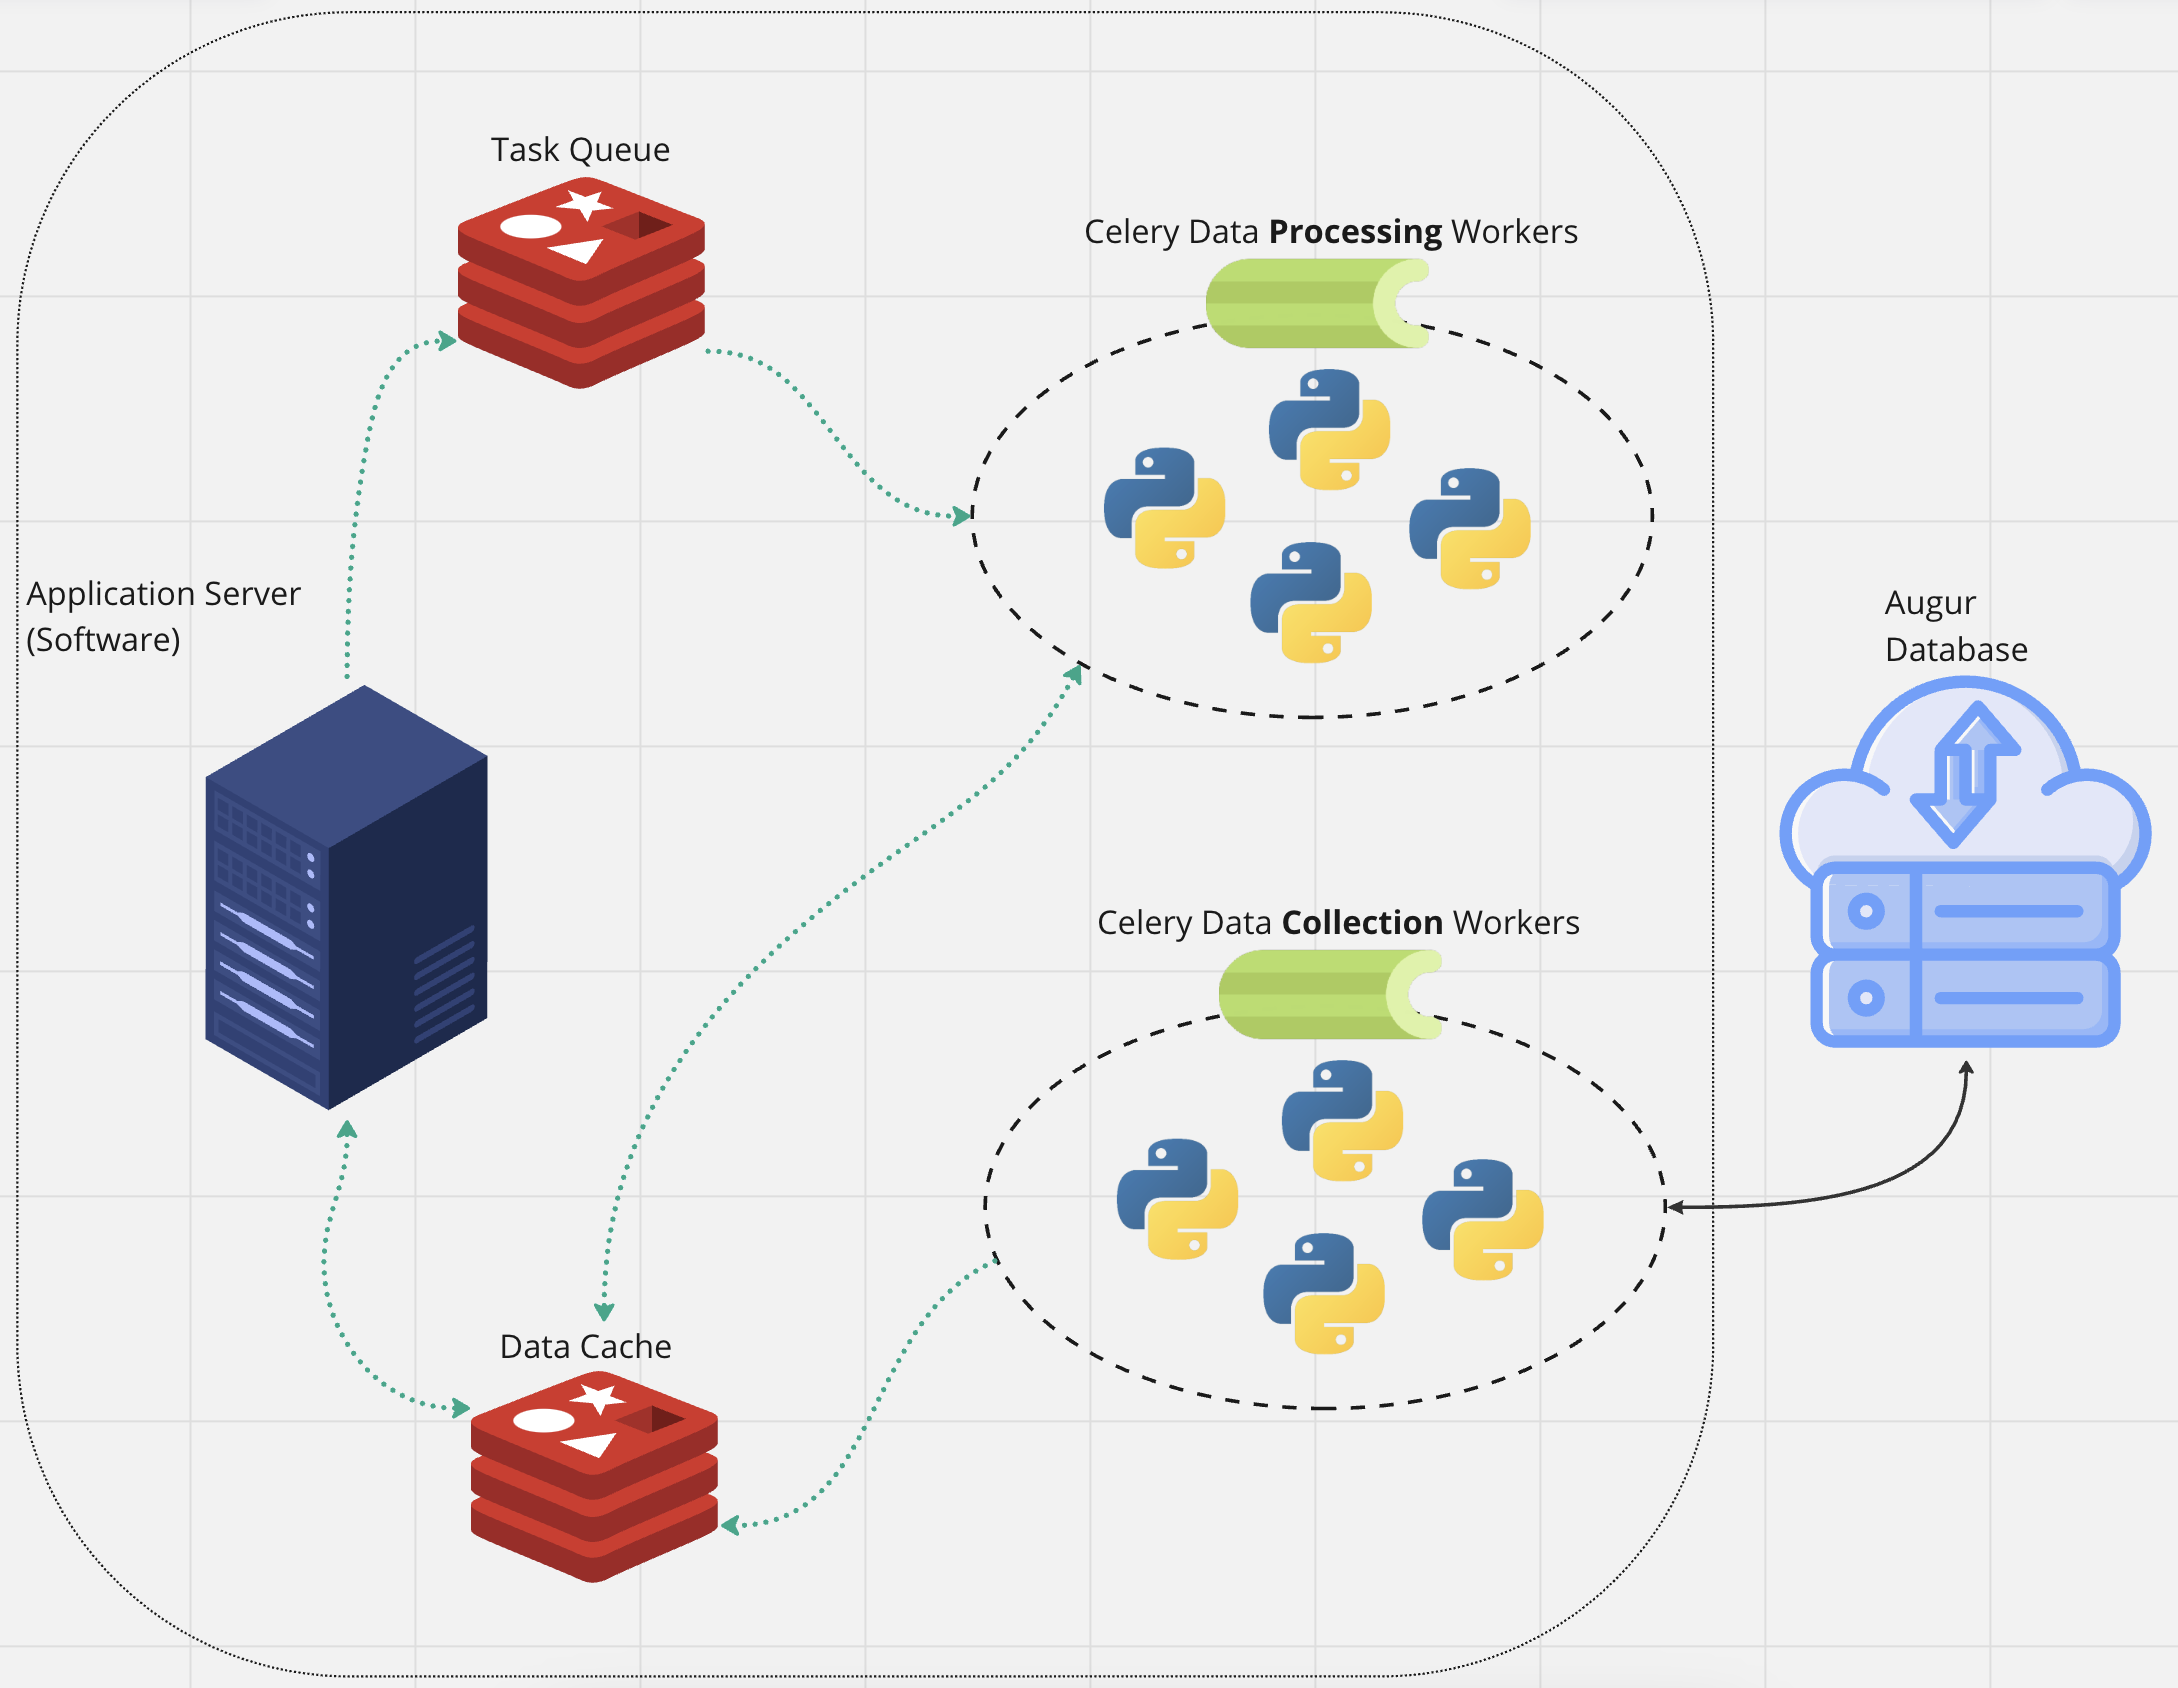 Task Queue
Celery Data Processing Workers
Application Server
(Software)
Augur
Database
Celery Data Collection Workers
Data Cache